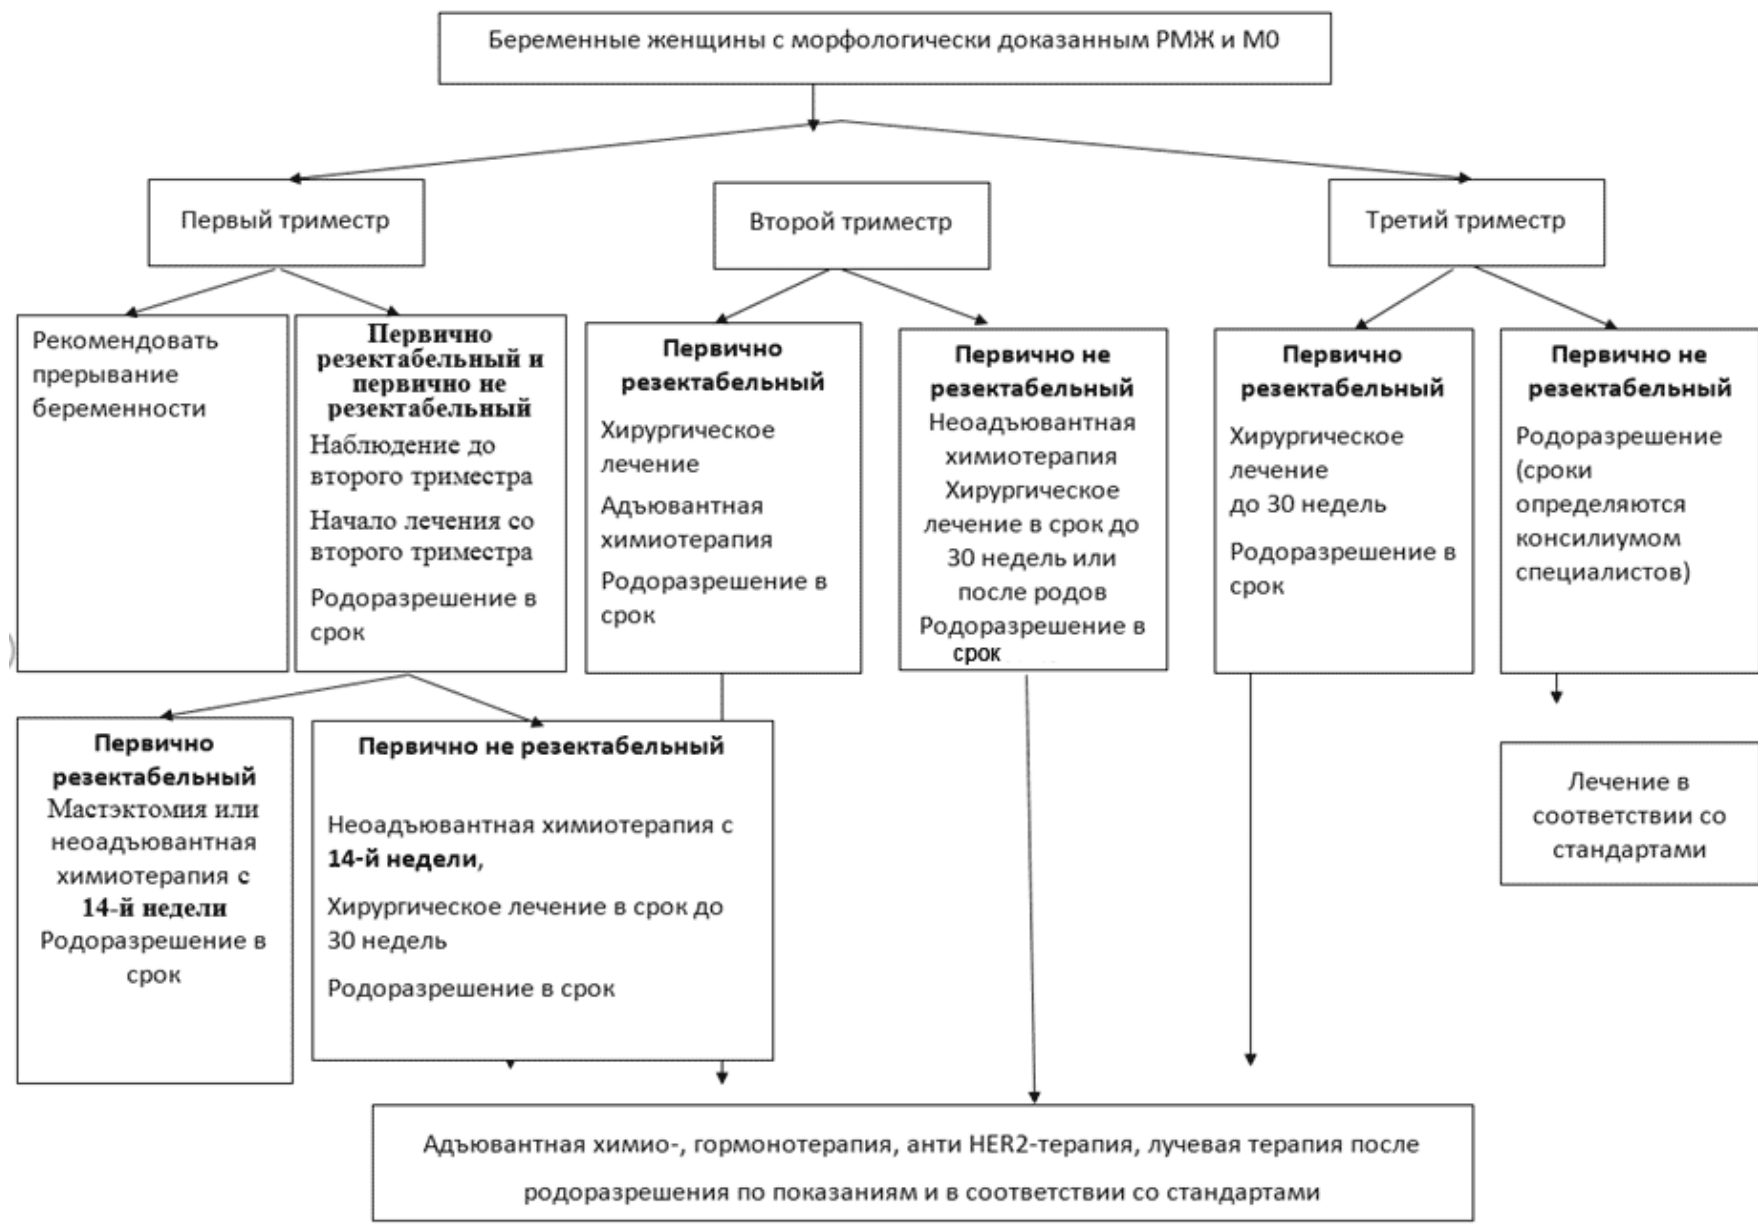 Беременные женщины с морфологически доказанным РМЖ и М0
Первый триместр
Второй триместр
Третий триместр
Рекомендовать
прерывание
беременности
Первично
резектабельный и
первично не
резектабельный
Наблюдение до
второго триместра
Начало лечения со
второго триместра
Родоразрешение в
срок
Первично
резектабельный
Хирургическое
лечение
Адъювантная
химиотерапия
Родоразрешение в
срок
Первично не
резектабельный
Неоадъювантная
химиотерапия
Хирургическое
лечение в срок до
30 недель или
после родов
Родоразрешение в
срок
Первично
резектабельный
Хирургическое
лечение
до 30 недель
Родоразрешение в
срок
Первично не
резектабельный
Родоразрешение
(сроки
определяются
консилиумом
специалистов)
Первично
резектабельный
Мастэктомия или
неоадъювантная
химиотерапия с
14-й недели
Родоразрешение в
срок
Первично не резектабельный
Неоадъювантная химиотерапия с
14-й недели,
Хирургическое лечение в срок до
30 недель
Родоразрешение в срок
Лечение в
соответствии со
стандартами
Адъювантная химио-, гормонотерапия, анти HER2-терапия, лучевая терапия после
родоразрешения по показаниям и в соответствии со стандартами